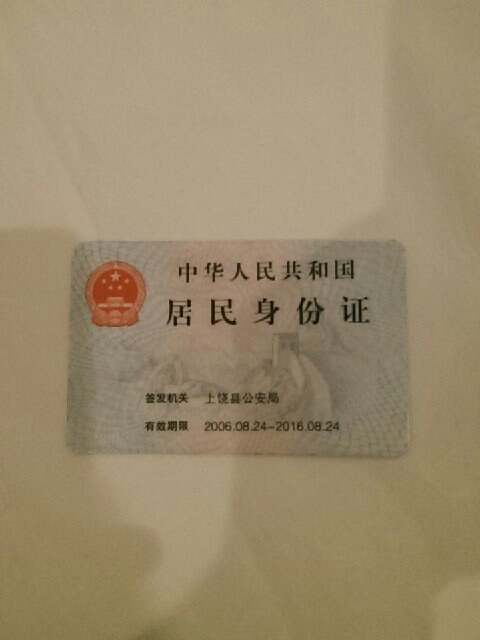 中华人民共和国
居民身份证
签发机关 上饶县公安局
有效期限 2006.08.24-2016.08.24